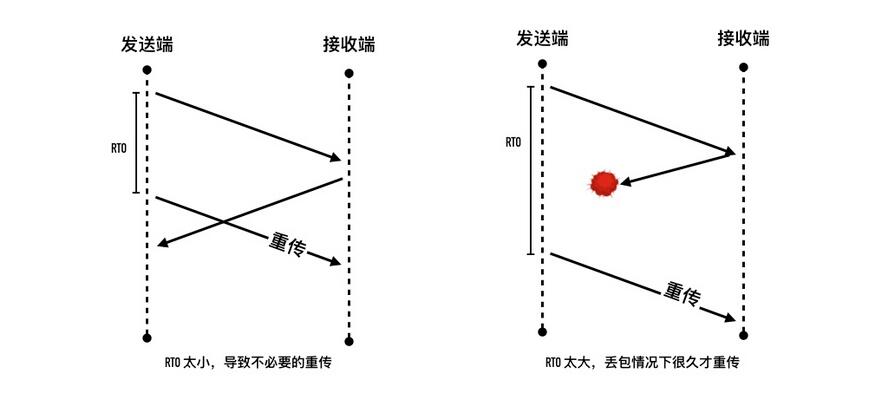 发送端
接收端
RTO
重传
RTO 太小，导致不必要的重传
发送端
接收端
RTO
重传
RTO 太大，丢包情况下很久才重传